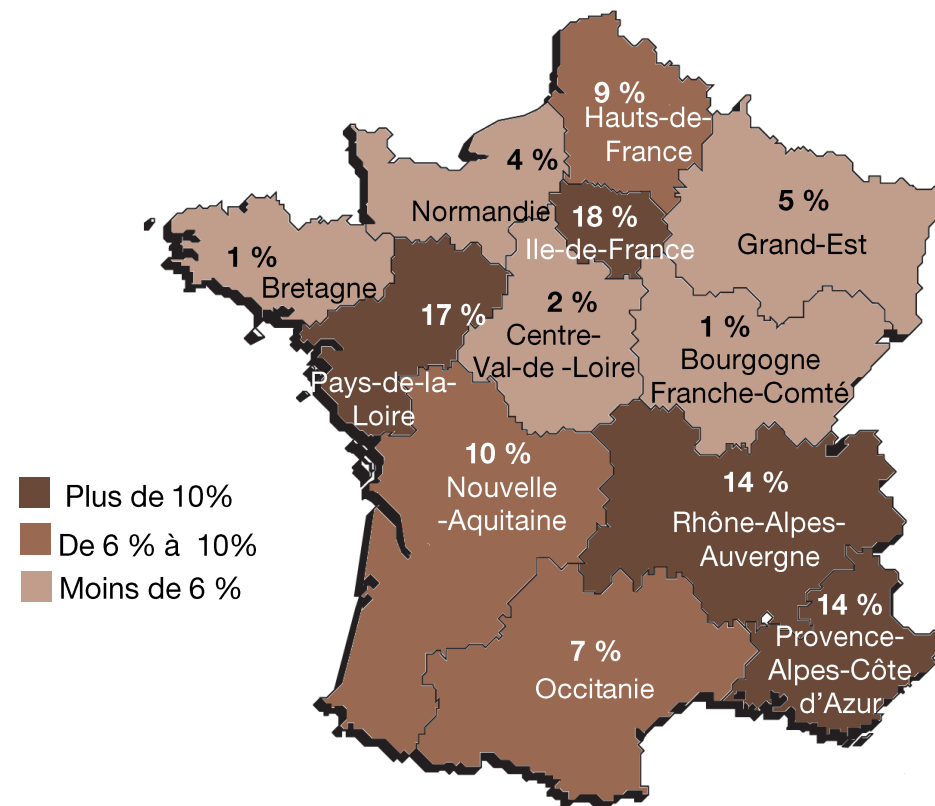 9 %
Hauts-de-
France
4 %
Normandie
18 %
Ile-de-France
5 %
Grand-Est
1 %
Bretagne
17 %
Pays-de-la-
Loire
2 %
Centre-
Val-de -Loire
1 %
Bourgogne
Franche-Comté
10 %
Nouvelle
-Aquitaine
14 %
Rhône-Alpes-
Auvergne
14 %
Provence-
Alpes-Côte
d'Azur
7 %
Occitanie
Plus de 10%
De 6 % à 10%
Moins de 6 %